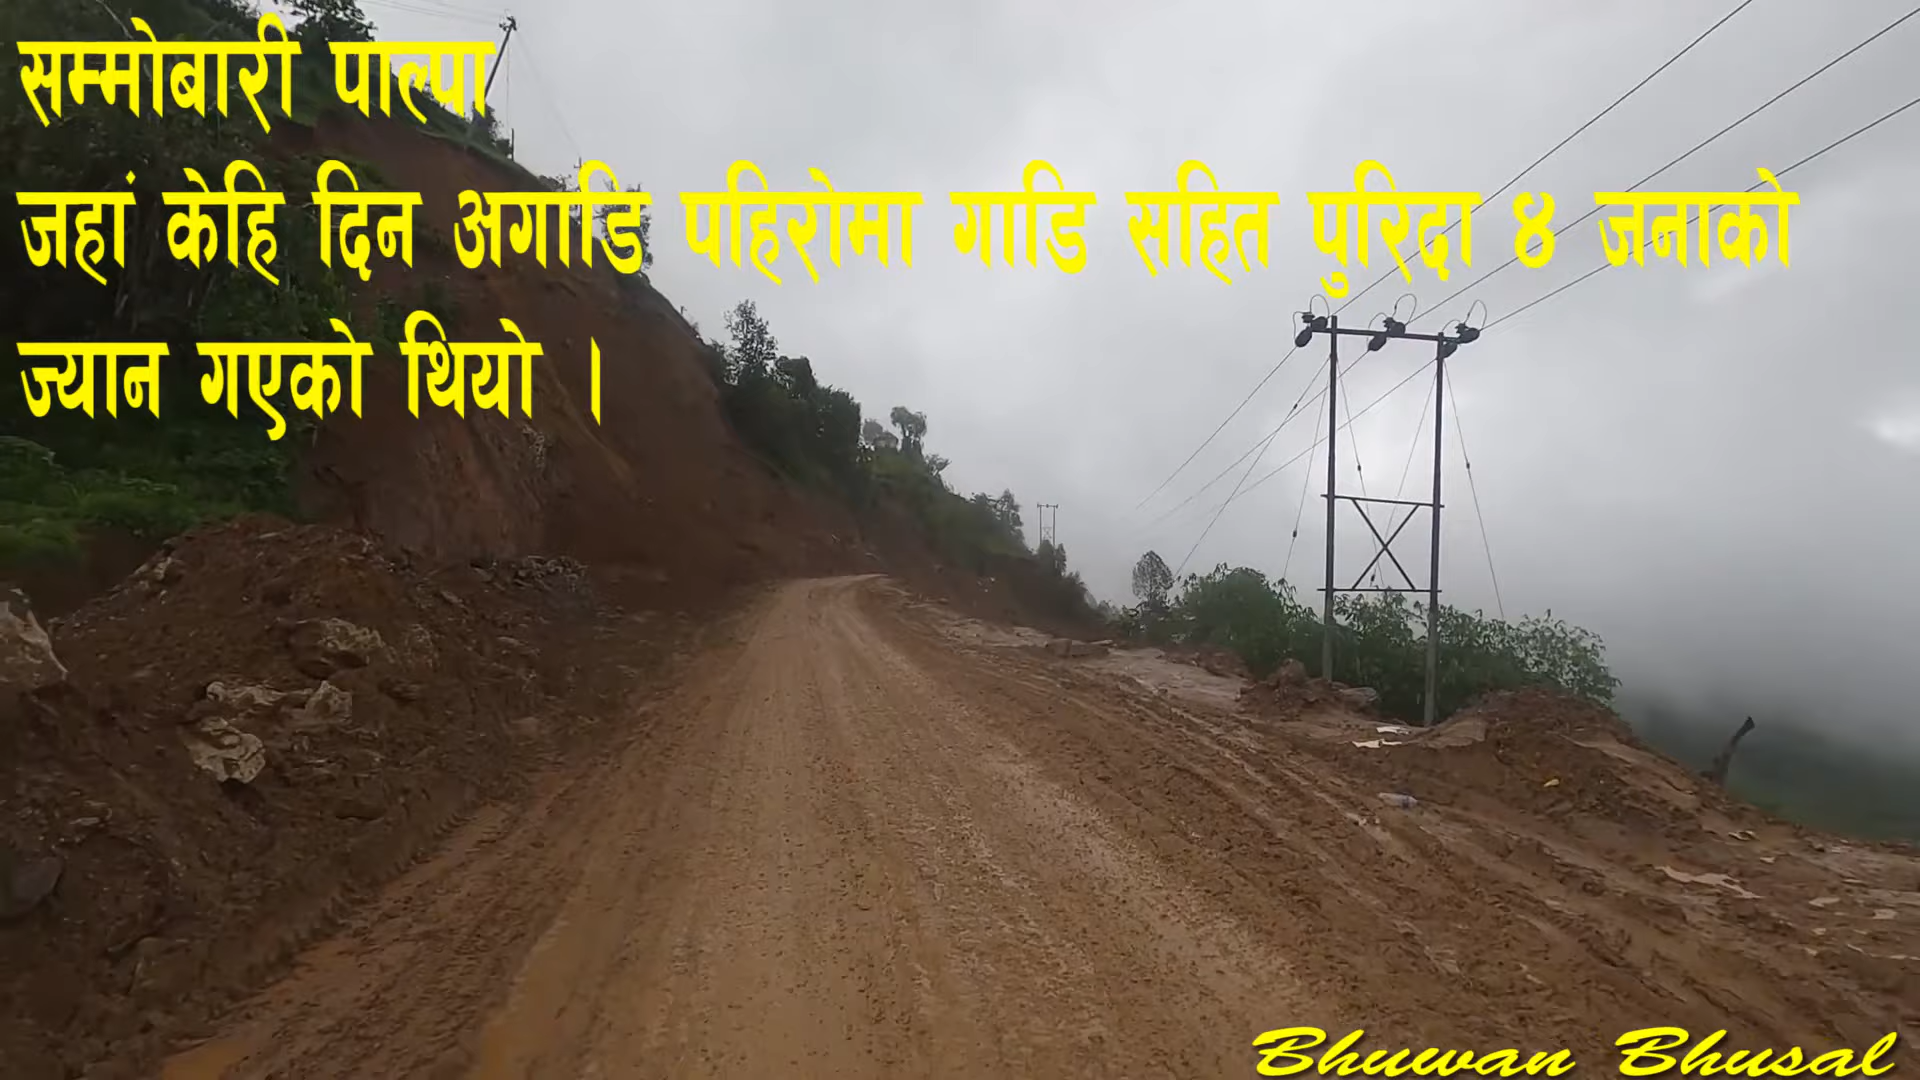 सम्मोबारी पाल्पा
जहां केहि दिन अगाडि पहिरोमा गाडि सहित पुरिदा ४ जनाको
ज्यान गएको थियो ।
Bhuwan Bhusal